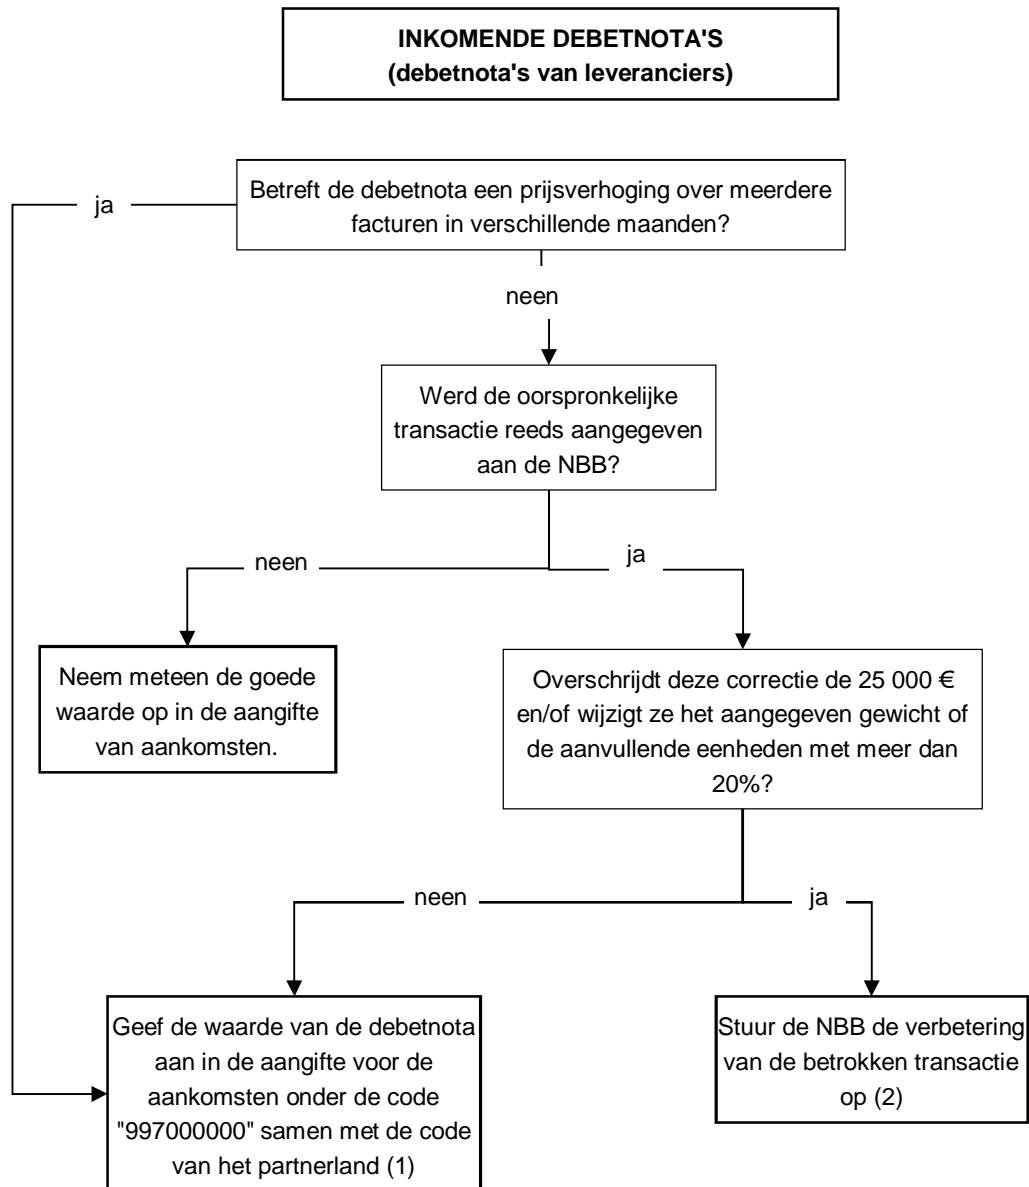 INKOMENDE DEBETNOTA'S
(debetnota's van leveranciers)
Betreft de debetnota een prijsverhoging over meerdere
facturen in verschillende maanden?
ja
neen
Werd de oorspronkelijke
transactie reeds aangegeven
aan de NBB?
neen
ja
Neem meteen de goede
waarde op in de aangifte
van aankomsten.
Overschrijdt deze correctie de 25 000 €
en/of wijzigt ze het aangegeven gewicht of
de aanvullende eenheden met meer dan
20%?
neen
ja
Geef de waarde van de debetnota
aan in de aangifte voor de
aankomsten onder de code
"997000000" samen met de code
van het partnerland (1)
Stuur de NBB de verbetering
van de betrokken transactie
op (2)